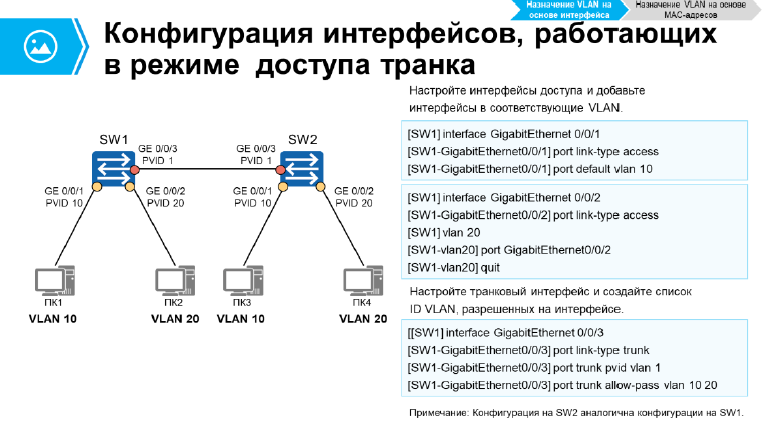 Назначение VLAN на
основе интерфейса
Назначение VLAN на основе
MAC-адресов
Конфигурация интерфейсов, работающих
в режиме доступа транка
Настройте интерфейсы доступа и добавьте
интерфейсы в соответствующие VLAN.
[SW1] interface GigabitEthernet 0/0/1
[SW1-GigabitEthernet0/0/1] port link-type access
[SW1-GigabitEthernet0/0/1] port default vlan 10
[SW1] interface GigabitEthernet 0/0/2
[SW1-GigabitEthernet0/0/2] port link-type access
[SW1] vlan 20
[SW1-vlan20] port GigabitEthernet0/0/2
[SW1-vlan20] quit
Настройте транковый интерфейс и создайте список
ID VLAN, разрешенных на интерфейсе.
[[SW1] interface GigabitEthernet 0/0/3
[SW1-GigabitEthernet0/0/3] port link-type trunk
[SW1-GigabitEthernet0/0/3] port trunk pvid vlan 1
[SW1-GigabitEthernet0/0/3] port trunk allow-pass vlan 10 20
Примечание: Конфигурация на SW2 аналогична конфигурации на SW1.
SW1
SW2
GE 0/0/3
PVID 1
GE 0/0/3
PVID 1
GE 0/0/1
PVID 10
GE 0/0/2
PVID 20
GE 0/0/1
PVID 10
GE 0/0/2
PVID 20
ПК1
ПК2
ПК3
ПК4
VLAN 10
VLAN 20
VLAN 10
VLAN 20